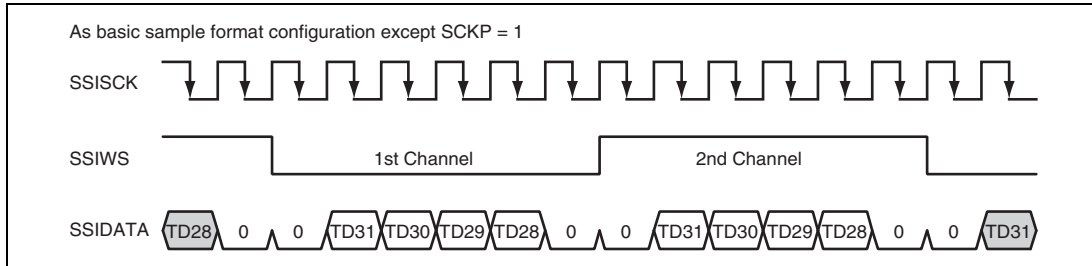 As basic sample format configuration except SCKP = 1
SSISCK
SSIWS 1st Channel 2nd Channel
SSIDATA TD28 0 0 TD31 TD30 TD29 TD28 0 0 TD31 TD30 TD29 TD28 0 0 TD31